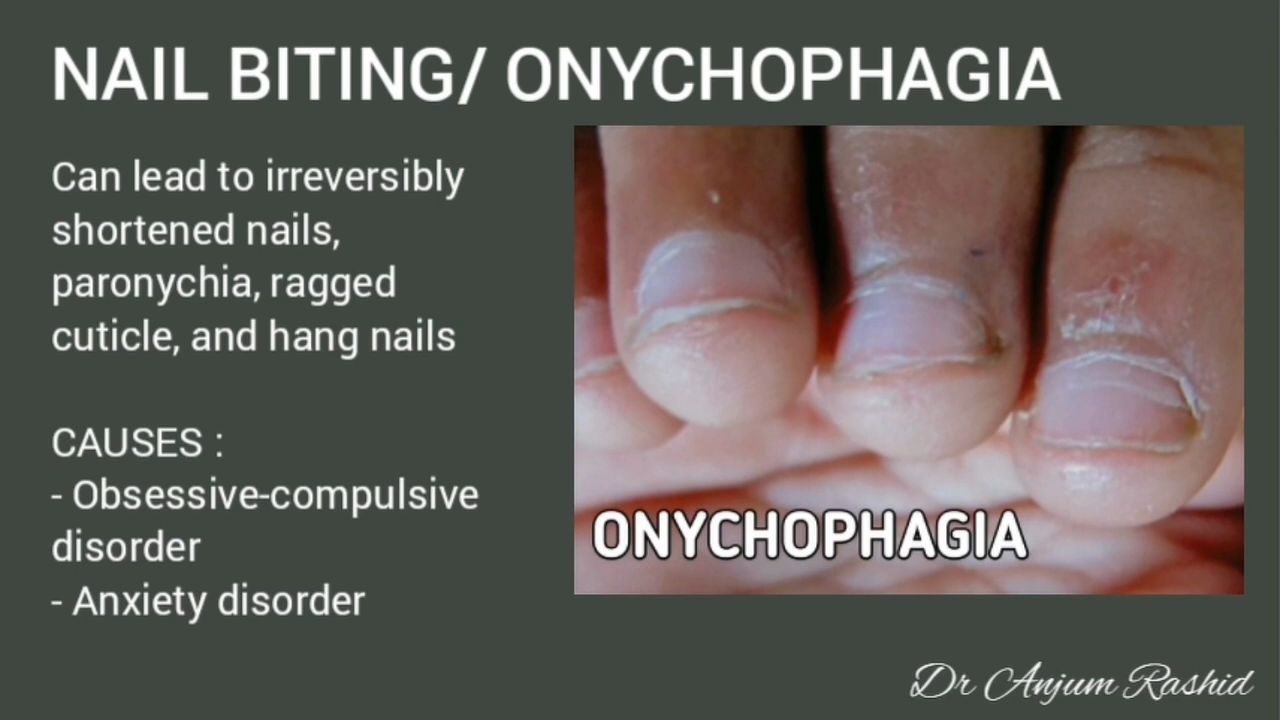 NAIL BITING/ ONYCHOPHAGIA
Can lead to irreversibly
shortened nails,
paronychia, ragged
cuticle, and hang nails
CAUSES :
- Obsessive-compulsive
disorder
- Anxiety disorder
ONYCHOPHAGIA
Dr Anjum Rashid